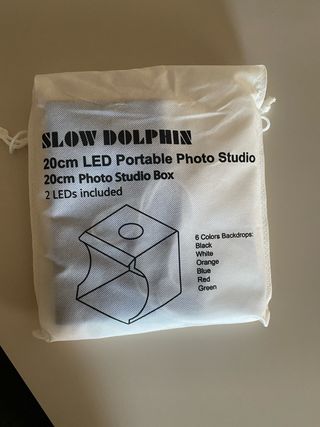 SLOW DOLPHIN
20cm LED Portable Photo Studio
20cm Photo Studio Box
2 LEDs included
6 Colors Backdrops:
Black
White
Orange
Blue
Red
Green